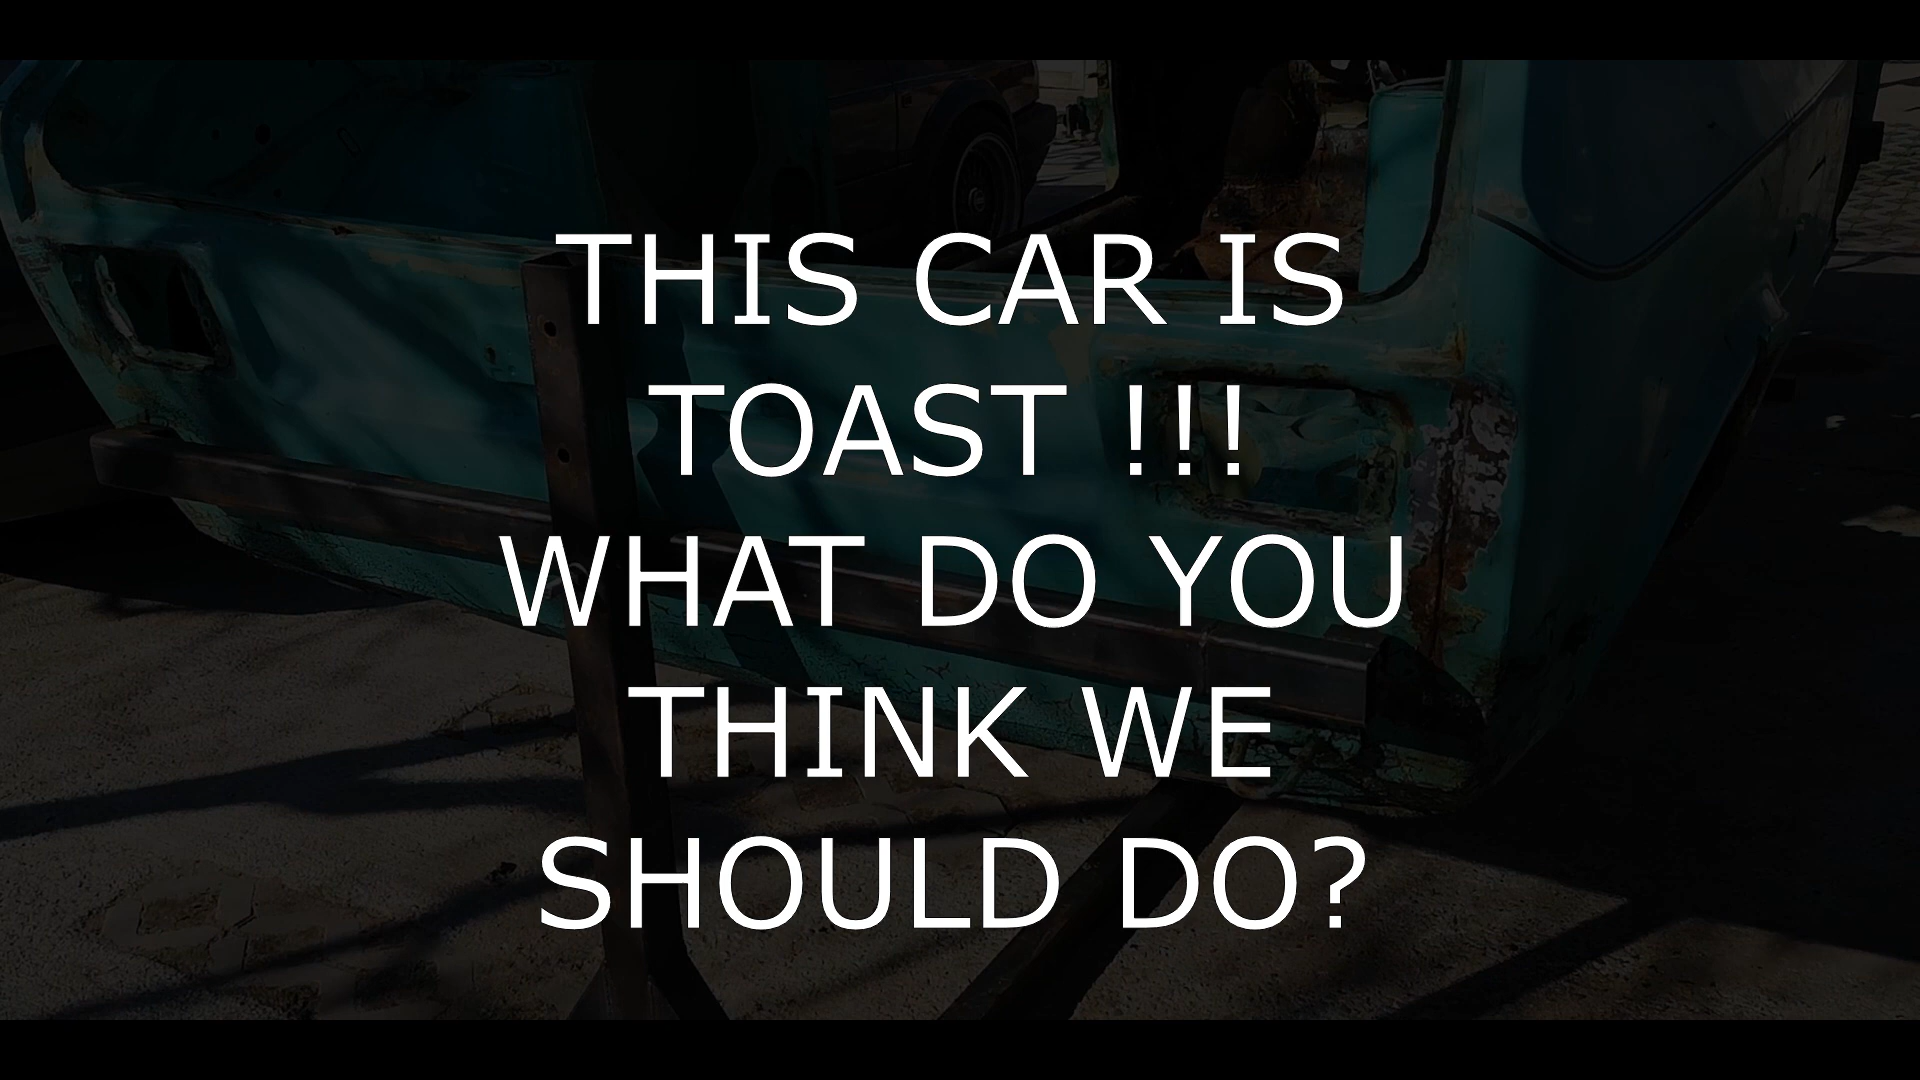 THIS CAR IS
TOAST !!!
WHAT DO YOU
THINK WE
SHOULD DO?